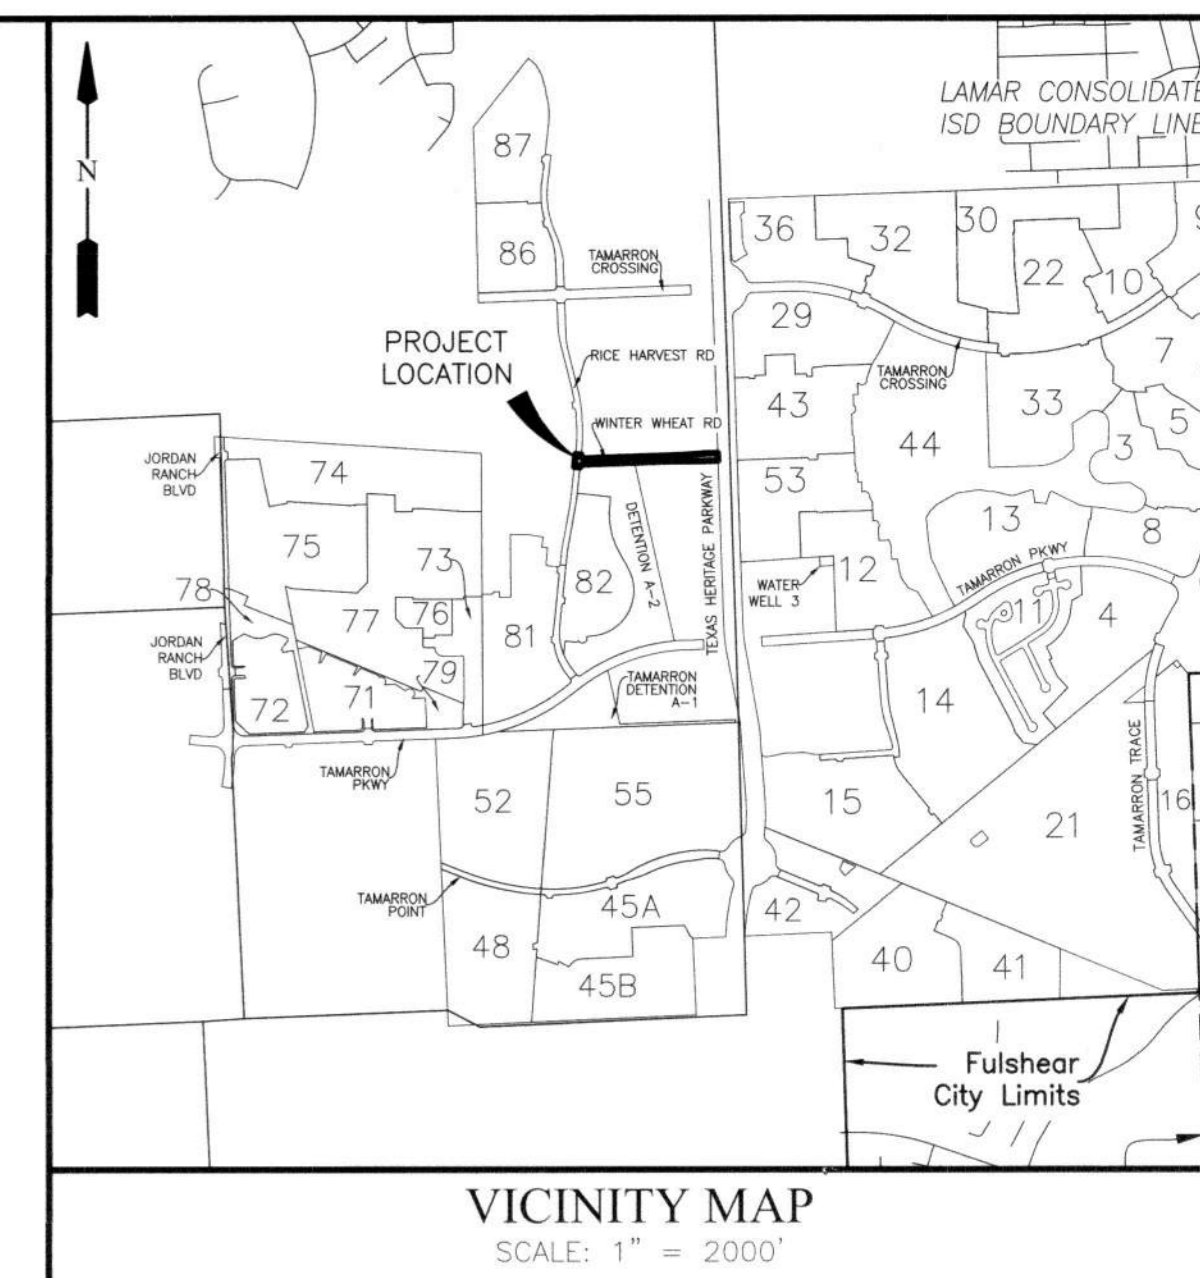 N
LAMAR CONSOLIDATE
ISD BOUNDARY LINE
87
86
TAMARRON
CROSSING
36
32
30
22
10
9
29
PROJECT
LOCATION
RICE HARVEST RD
TAMARRON
CROSSING
7
WINTER WHEAT RD
43
44
33
3
5
JORDAN
RANCH
BLVD
74
53
TEXAS HERITAGE PARKWAY
DETENTION A-2
13
8
75
73
78
82
WATER
WELL 3
12
TAMARRON PKWY
77
76
81
11
4
JORDAN
RANCH
BLVD
79
72
71
TAMARRON
DETENTION
A-1
14
TAMARRON
PKWY
52
55
15
TAMARRON TRACE
16
21
TAMARRON
POINT
45A
42
48
45B
40
41
Fulshear
City Limits
VICINITY MAP
SCALE: 1" = 2000'